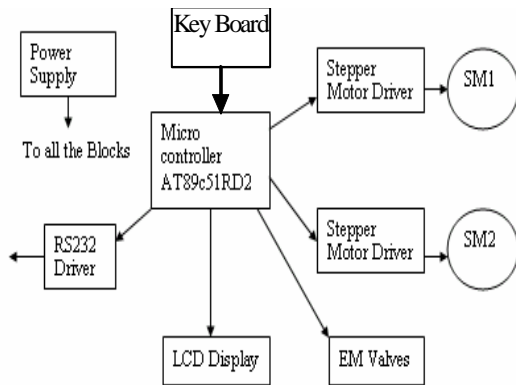 Key Board
Power
Supply
To all the Blocks
Micro
controller
AT89c51RD2
Stepper
Motor Driver
SM1
Stepper
Motor Driver
SM2
RS232
Driver
LCD Display
EM Valves